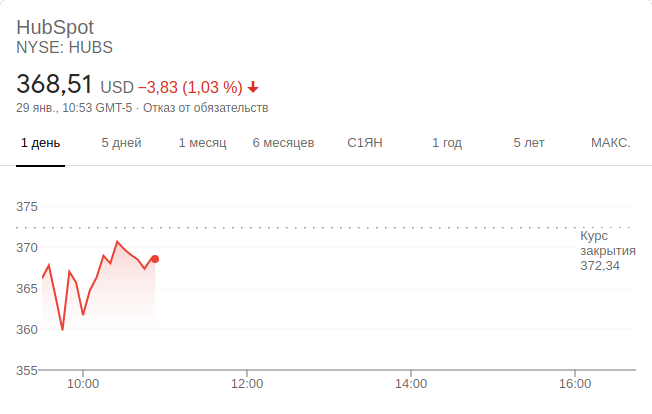 HubSpot
NYSE: HUBS
368,51 USD −3,83 (1,03 %)
29 янв., 10:53 GMT-5 · Отказ от обязательств
1 день 5 дней 1 месяц 6 месяцев С1ЯН 1 год 5 лет МАКС.
375
370
365
360
355
Курс
закрытия
372,34
10:00 12:00 14:00 16:00